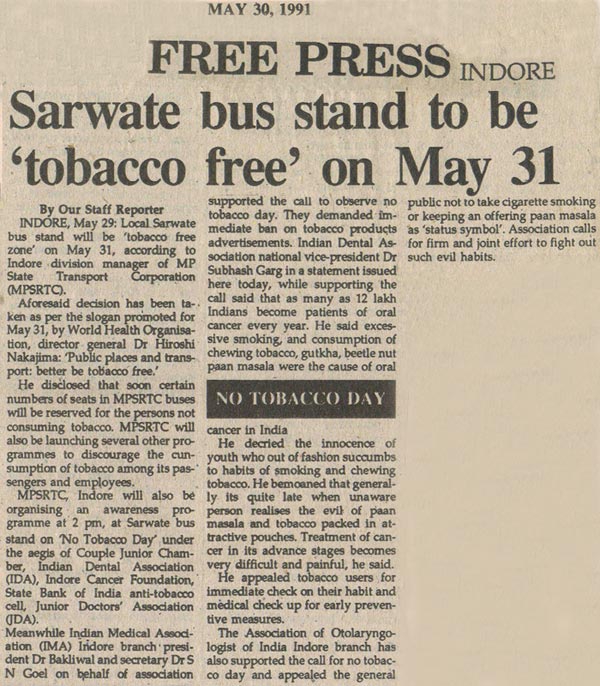 MAY 30, 1991
FREE PRESS INDORE
Sarwate bus stand to be
‘tobacco free’ on May 31
By Our Staff Reporter
INDORE, May 29: Local Sarwate
bus stand will be ‘tobacco free
zone’ on May 31, according to
Indore division manager of MP
State Transport Corporation
(MPSRTC).
Aforesaid decision has been ta-
ken as per the slogan promoted for
May 31, by World Health Organisa-
tion, director general Dr Hiroshi
Nakajima: ‘Public places and trans-
port: better be tobacco free.’
He disclosed that soon certain
numbers of seats in MPSRTC buses
will be reserved for the persons not
consuming tobacco. MPSRTC will
also be launching several other pro-
grammes to discourage the cun-
sumption of tobacco among its pas-
sengers and employees.
MPSRTC, Indore will also be
organising an awareness pro-
gramme at 2 pm, at Sarwate bus
stand on ‘No Tobacco Day’ under
the aegis of Couple Junior Cham-
ber, Indian Dental Association
(IDA), Indore Cancer Foundation,
State Bank of India anti-tobacco
cell, Junior Doctors’ Association
(JDA).
Meanwhile Indian Medical Associ-
ation (IMA) Indore branch presi-
dent Dr Bakliwal and secretary Dr S
N Goel on behalf of association
supported the call to observe no
tobacco day. They demanded im-
mediate ban on tobacco products
advertisements. Indian Dental As-
sociation national vice-president Dr
Subhash Garg in a statement issued
here today, while supporting the
call said that as many as 12 lakh
Indians become patients of oral
cancer every year. He said exces-
sive smoking, and consumption of
chewing tobacco, gutkha, beetle nut
paan masala were the cause of oral
NO TOBACCO DAY
cancer in India
He decried the innocence of
youth who out of fashion succumbs
to habits of smoking and chewing
tobacco. He bemoaned that general-
ly its quite late when unaware
person realises the evil of paan
masala and tobacco packed in at-
tractive pouches. Treatment of can-
cer in its advance stages becomes
very difficult and painful, he said.
He appealed tobacco users for
immediate check on their habit and
medical check up for early preven-
tive measures.
The Association of Otolaryngo-
logist of India Indore branch has
also supported the call for no tobac-
co day and appealed the general
public not to take cigarette smoking
or keeping an offering paan masala
as ‘status symbol’. Association calls
for firm and joint effort to fight out
such evil habits.